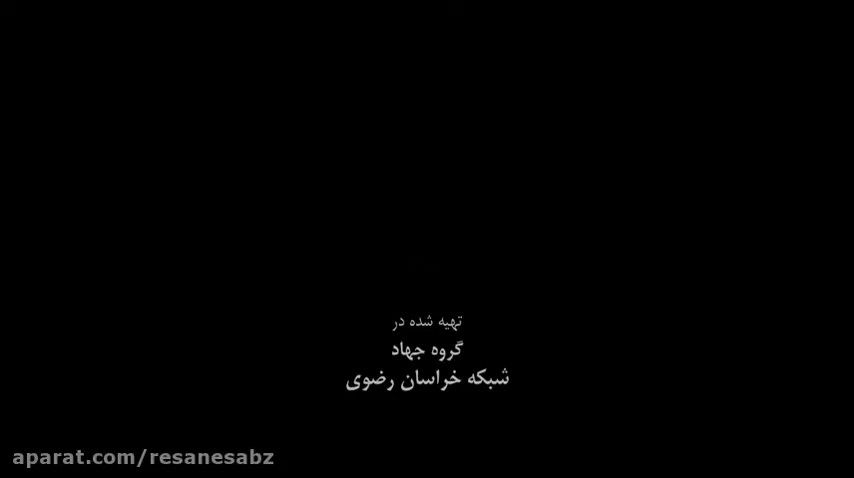 تهیه شده در
گروه جهاد
شبکه خراسان رضوی
aparat.com/resanesabz